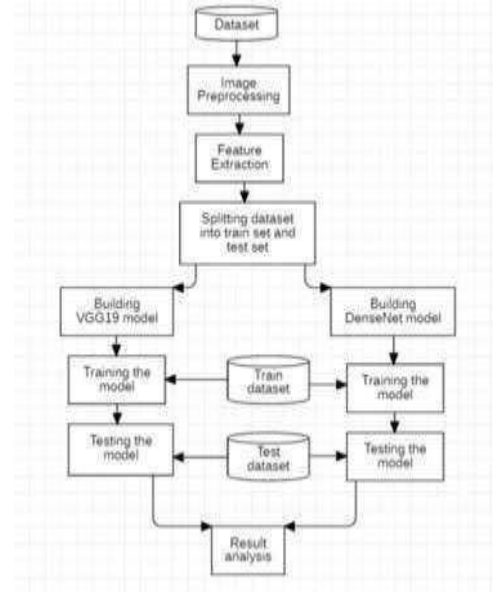 Dataset
Image
Preprocessing
Feature
Extraction
Splitting dataset
into train set and
test set
Building
VGG19 model
Building
DenseNet model
Training the
model
Train
dataset
Training the
model
Testing the
model
Test
dataset
Testing the
model
Result
analysis